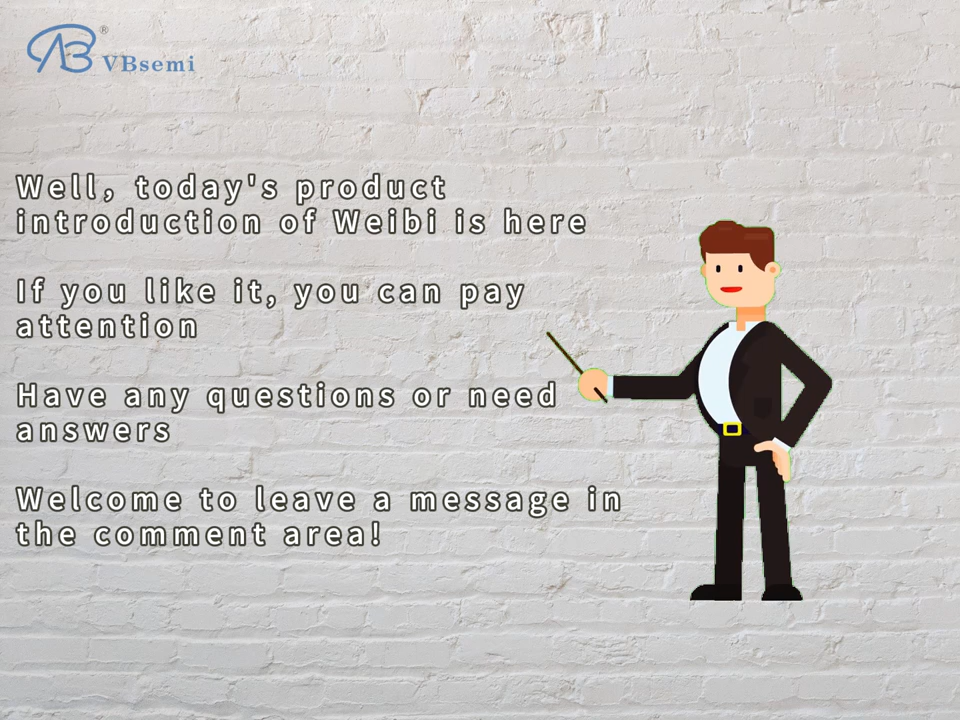 VBsemi
Well, today's product
introduction of Weibi is here
If you like it, you can pay
attention
Have any questions or need
answers
Welcome to leave a message in
the comment area!